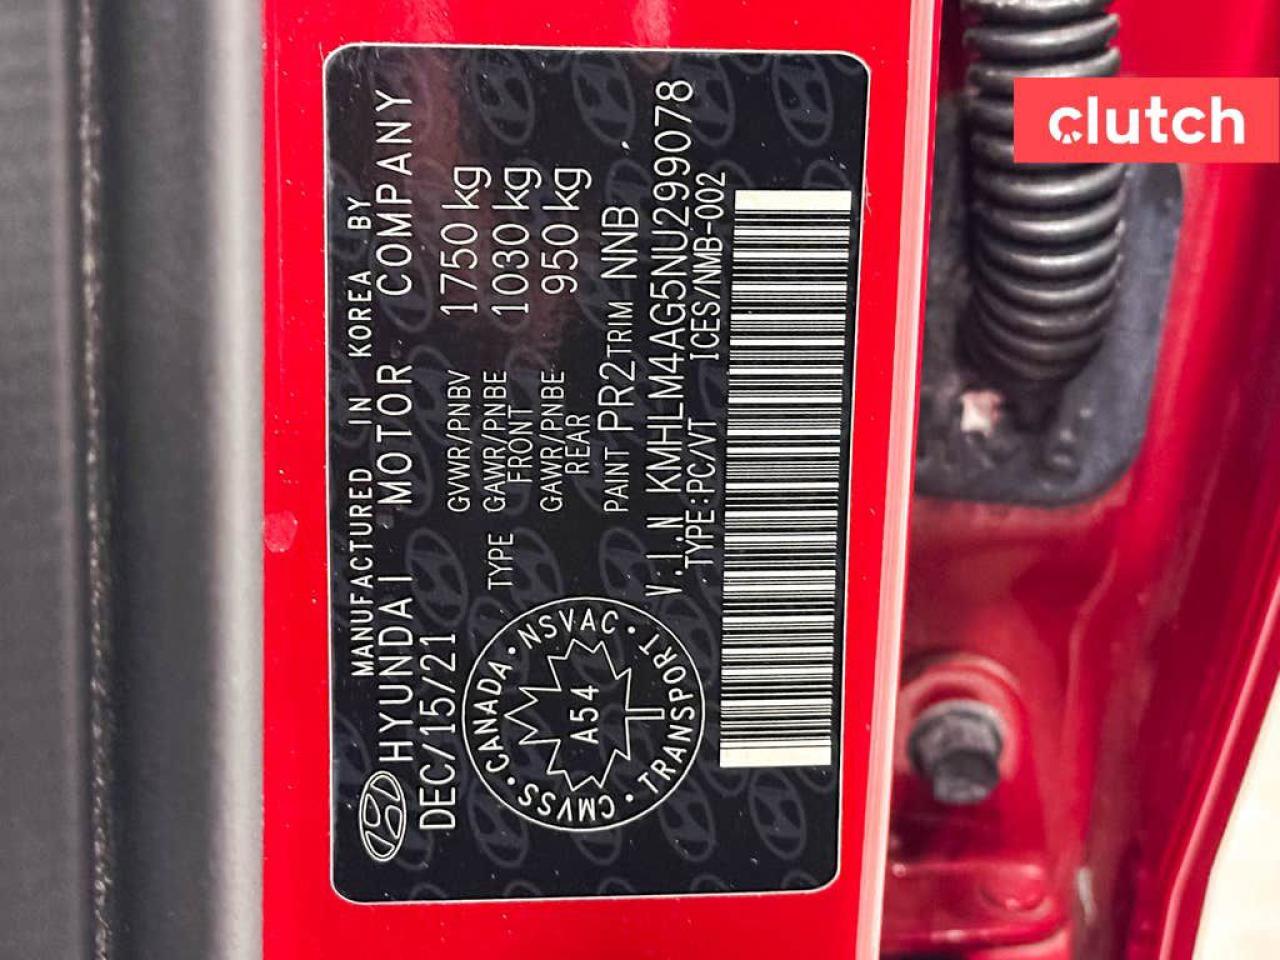 MANUFACTURED IN KOREA BY
HYUNDAI MOTOR COMPANY
DEC/15/21
GVWR/PNBV 1750 kg
TYPE GAWR/PNBE FRONT 1030 kg
GAWR/PNBE REAR 950 kg
PAINT PR2 TRIM NNB
V.I.N KMHLM4AG5NU299078
TYPE:PC/VT ICES/NMB-002
CANADA · NSVAC · TRANSPORT · CMVSS ·
A54
clutch